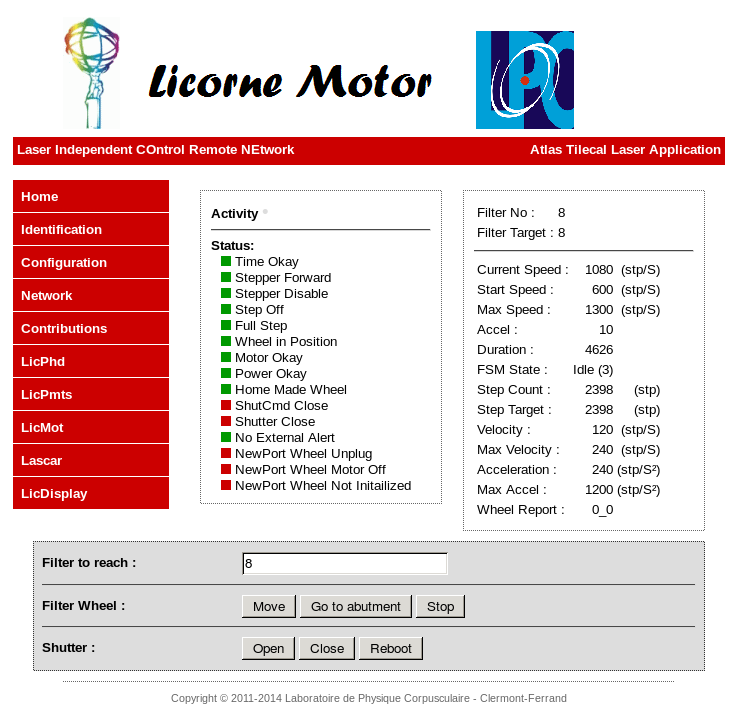 Licorne Motor
LPC
Laser Independent COntrol Remote NEtwork Atlas Tilecal Laser Application
Home
Identification
Configuration
Network
Contributions
LicPhd
LicPmts
LicMot
Lascar
LicDisplay
Activity
Status:
Time Okay
Stepper Forward
Stepper Disable
Step Off
Full Step
Wheel in Position
Motor Okay
Power Okay
Home Made Wheel
ShutCmd Close
Shutter Close
No External Alert
NewPort Wheel Unplug
NewPort Wheel Motor Off
NewPort Wheel Not Initailized
Filter No : 8
Filter Target : 8
Current Speed : 1080 (stp/S)
Start Speed : 600 (stp/S)
Max Speed : 1300 (stp/S)
Accel : 10
Duration : 4626
FSM State : Idle (3)
Step Count : 2398 (stp)
Step Target : 2398 (stp)
Velocity : 120 (stp/S)
Max Velocity : 240 (stp/S)
Acceleration : 240 (stp/S²)
Max Accel : 1200 (stp/S²)
Wheel Report : 0_0
Filter to reach : 8
Filter Wheel : Move Go to abutment Stop
Shutter : Open Close Reboot
Copyright © 2011-2014 Laboratoire de Physique Corpusculaire - Clermont-Ferrand